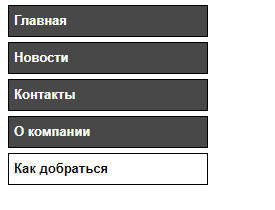 Главная
Новости
Контакты
О компании
Как добраться